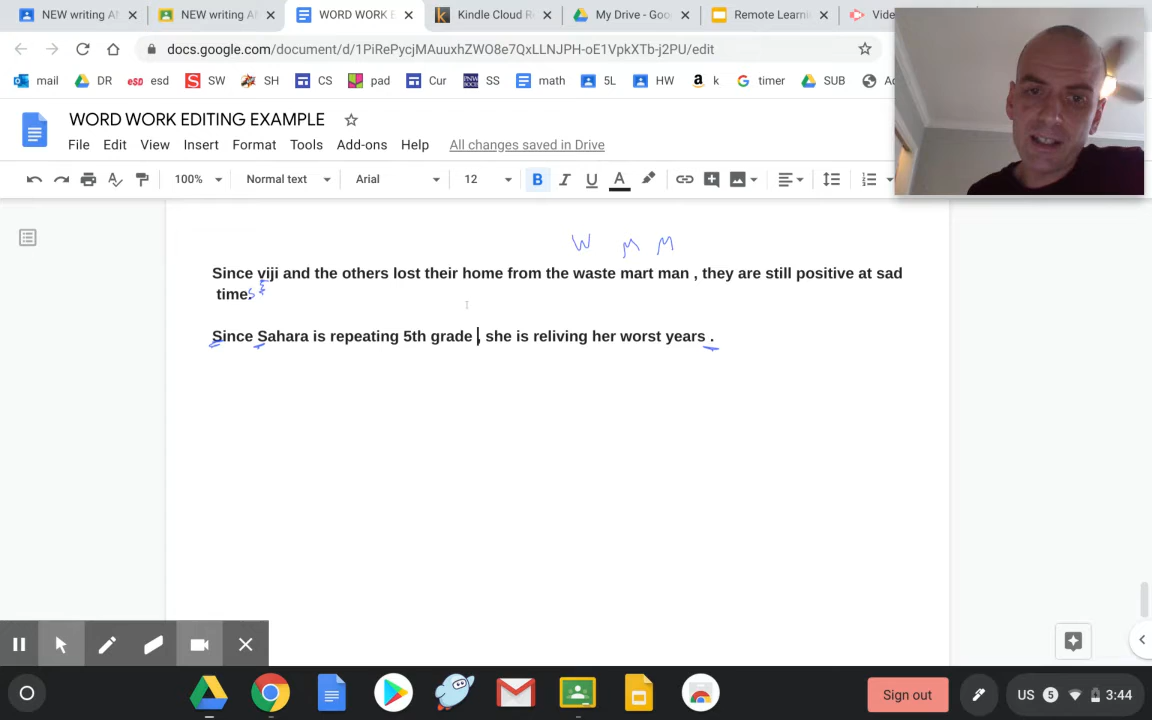 NEW writing A
NEW writing A
WORD WORK E
Kindle Cloud R
My Drive - Goo
Remote Learni
Vide
docs.google.com/document/d/1PiRePycjMAuuxhZWO8e7QxLLNJPH-oE1VpkXTb-j2PU/edit
mail
DR
esd esd
S SW
SH
CS
pad
Cur
PNW SS
math
5L
HW
a k
G timer
SUB
Ac
WORD WORK EDITING EXAMPLE
File Edit View Insert Format Tools Add-ons Help All changes saved in Drive
100% Normal text Arial 12 B I U A
W M M
Since viji and the others lost their home from the waste mart man , they are still positive at sad
time.
s
Since Sahara is repeating 5th grade , she is reliving her worst years .
Sign out
US 5 3:44